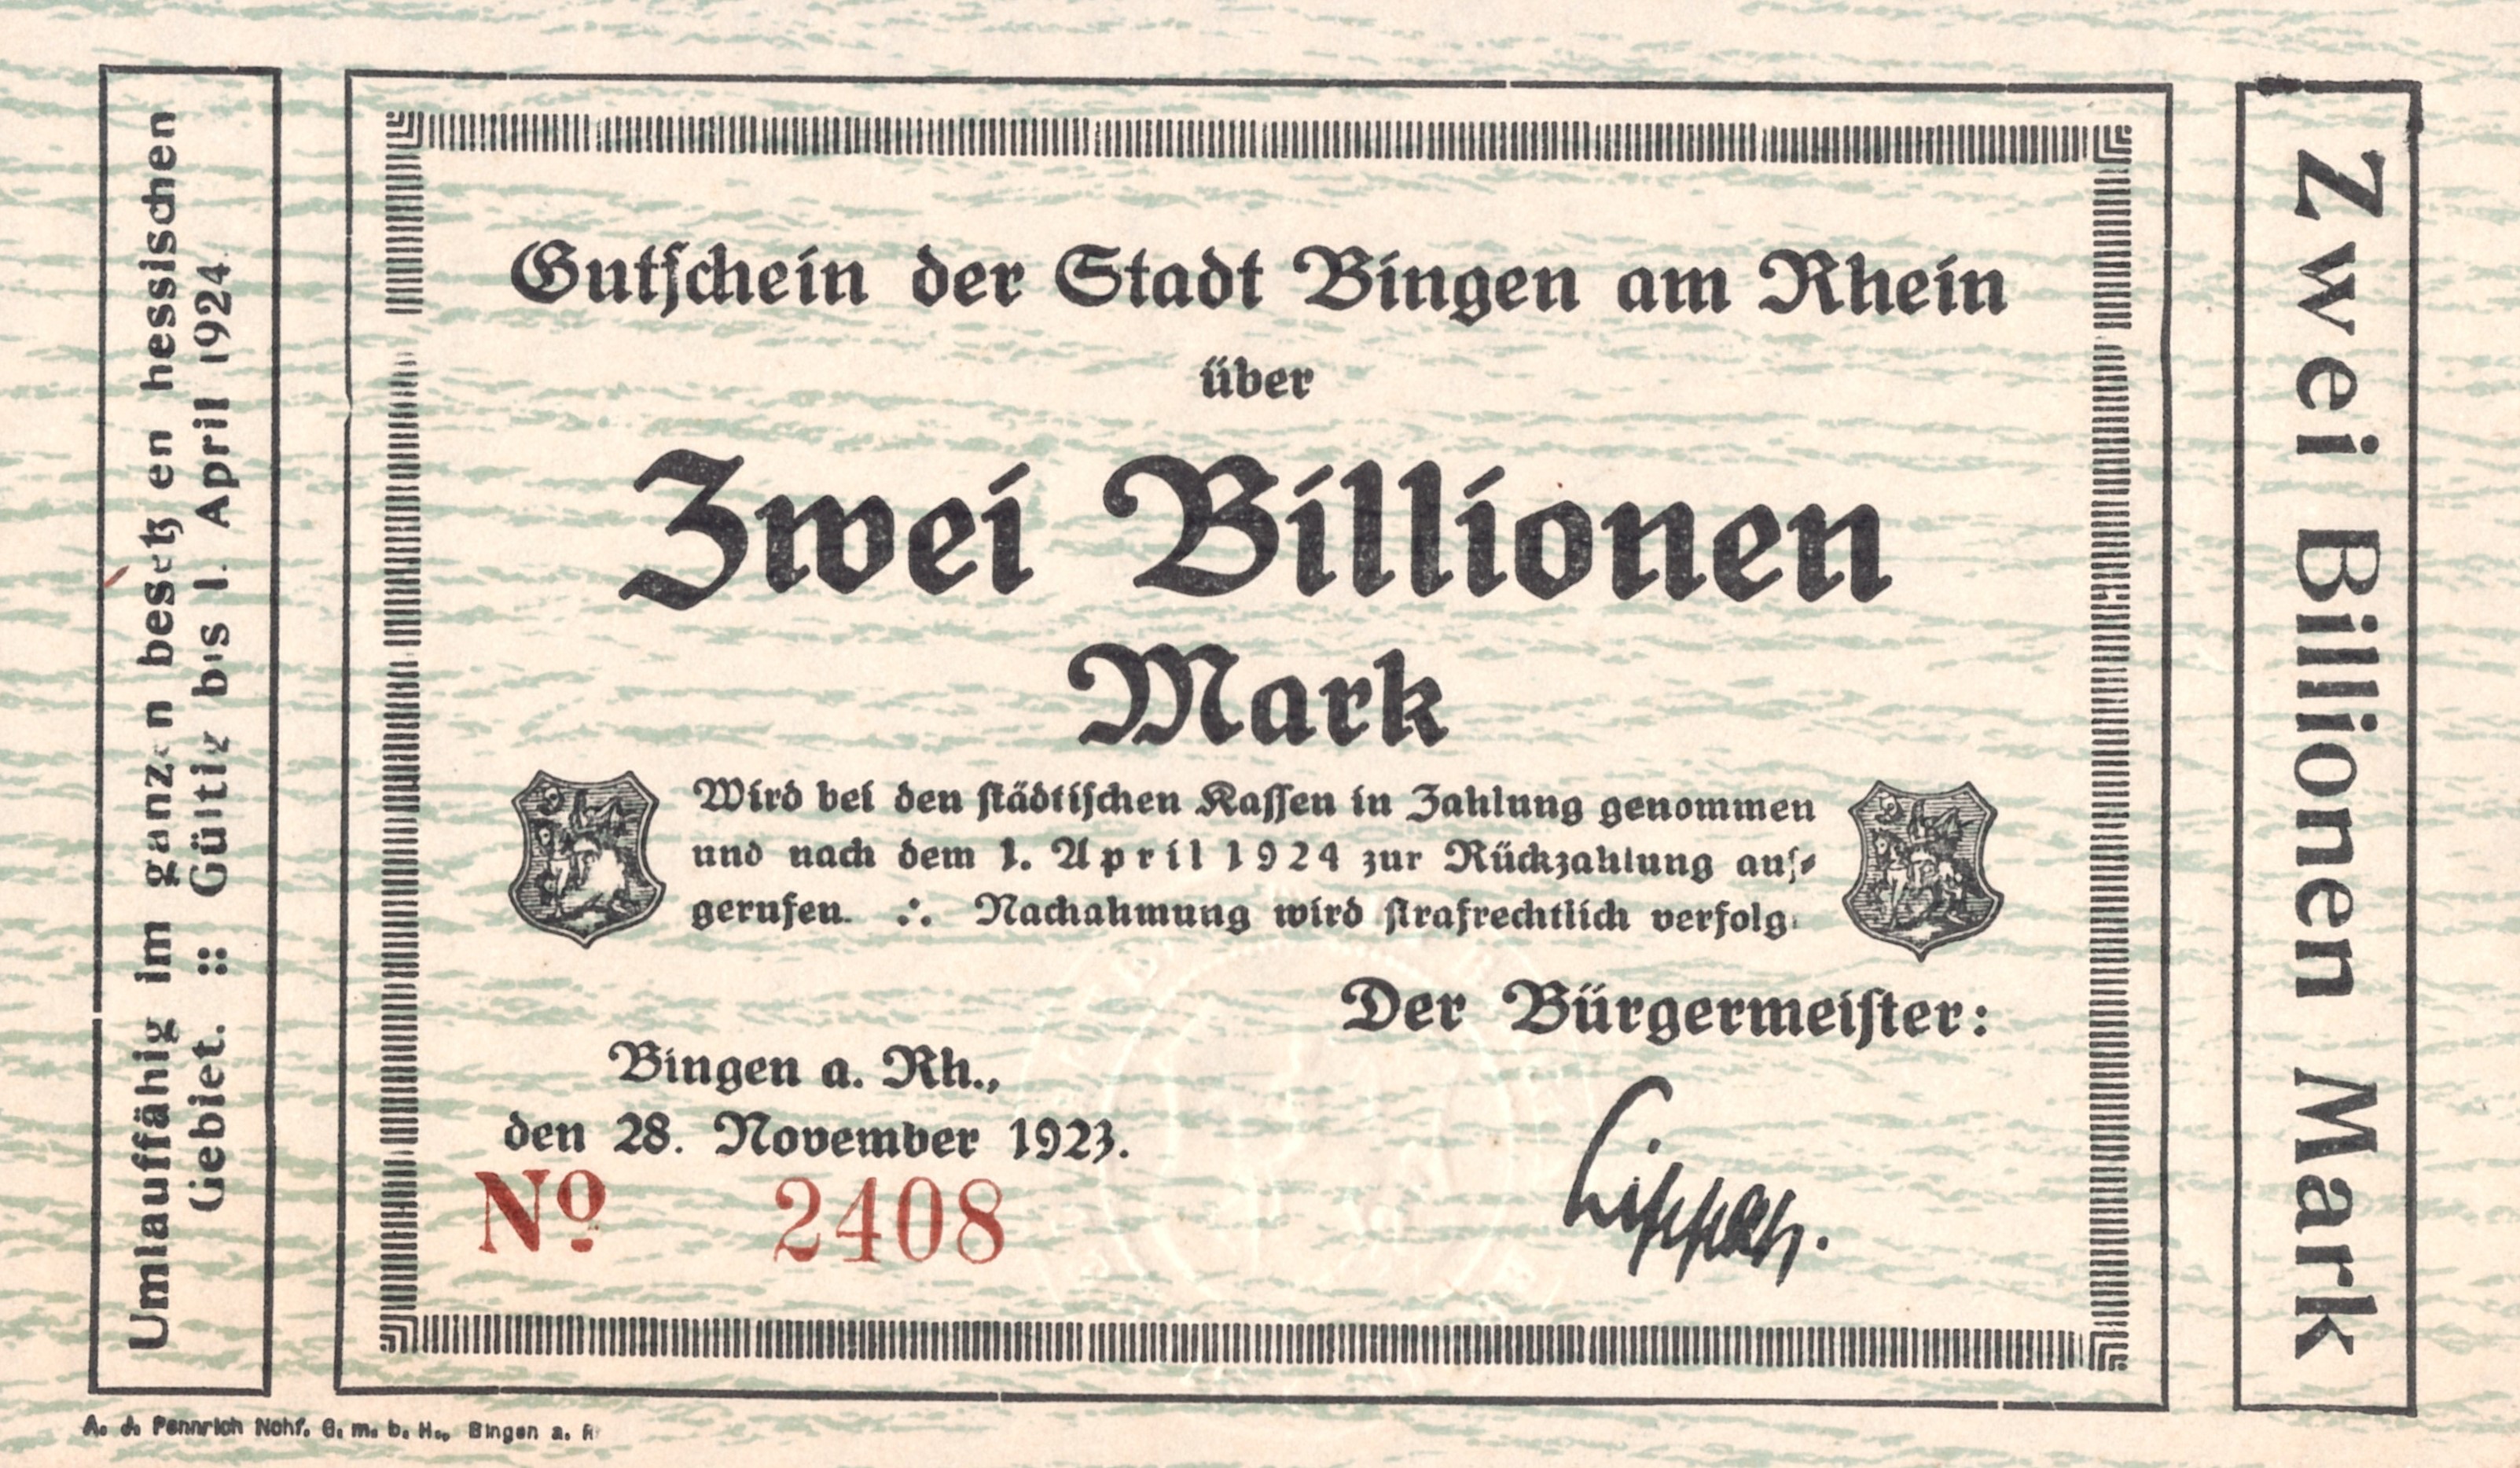 Umlauffähig im ganzen besetzten hessischen
Gebiet. :: Gültig bis 1. April 1924
Gutschein der Stadt Bingen am Rhein
über
Zwei Billionen
Mark
Wird bei den städtischen Kassen in Zahlung genommen
und nach dem 1. April 1924 zur Rückzahlung auf-
gerufen. ∴ Nachahmung wird strafrechtlich verfolg
Der Bürgermeister:
Bingen a. Rh.,
den 28. November 1923.
Nº 2408
Zwei Billionen Mark
A. J. Pennrich Nchf. G. m. b. H., Bingen a. R